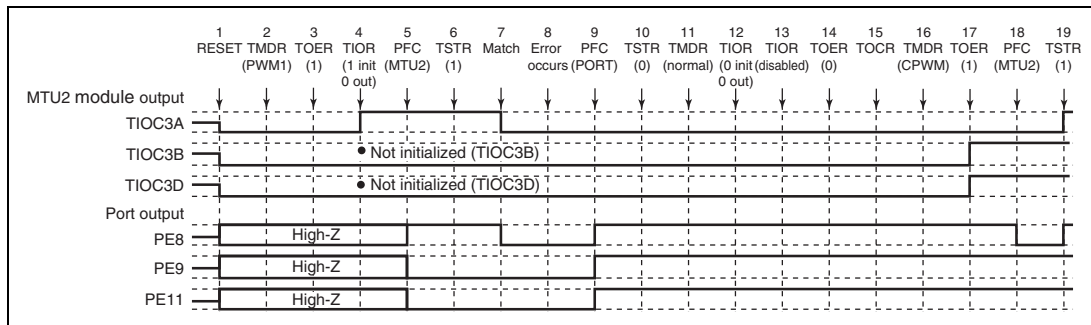 1 2 3 4 5 6 7 8 9 10 11 12 13 14 15 16 17 18 19
RESET TMDR TOER TIOR PFC TSTR Match Error PFC TSTR TMDR TIOR TIOR TOER TOCR TMDR TOER PFC TSTR
(PWM1) (1) (1 init (MTU2) (1) occurs (PORT) (0) (normal) (0 init (disabled) (0) (CPWM) (1) (MTU2) (1)
0 out) 0 out)
MTU2 module output
TIOC3A
TIOC3B
• Not initialized (TIOC3B)
TIOC3D
• Not initialized (TIOC3D)
Port output
PE8
High-Z
PE9
High-Z
PE11
High-Z